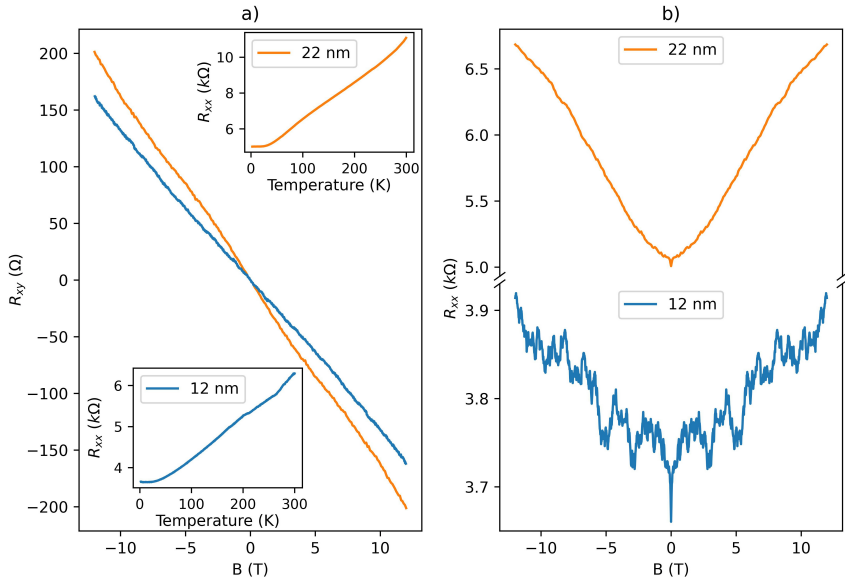 a)
200
150
100
50
0
−50
−100
−150
−200
R_xy (Ω)
−10 −5 0 5 10
B (T)
22 nm
10
8
6
R_xx (kΩ)
0 100 200 300
Temperature (K)
12 nm
6
5
4
R_xx (kΩ)
0 100 200 300
Temperature (K)
b)
22 nm
6.5
6.0
5.5
5.0
R_xx (kΩ)
12 nm
3.9
3.8
3.7
−10 −5 0 5 10
B (T)